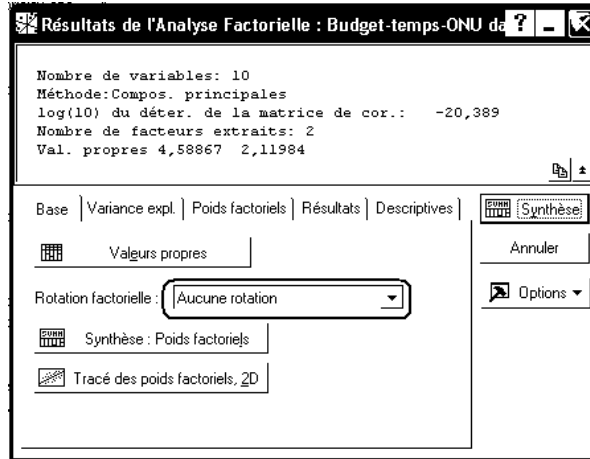 Résultats de l'Analyse Factorielle : Budget-temps-ONU da
Nombre de variables: 10
Méthode:Compos. principales
log(10) du déter. de la matrice de cor.: -20,389
Nombre de facteurs extraits: 2
Val. propres 4,58867 2,11984
Base Variance expl. Poids factoriels Résultats Descriptives
Synthèse
Valeurs propres
Annuler
Rotation factorielle : Aucune rotation
Options
Synthèse : Poids factoriels
Tracé des poids factoriels, 2D